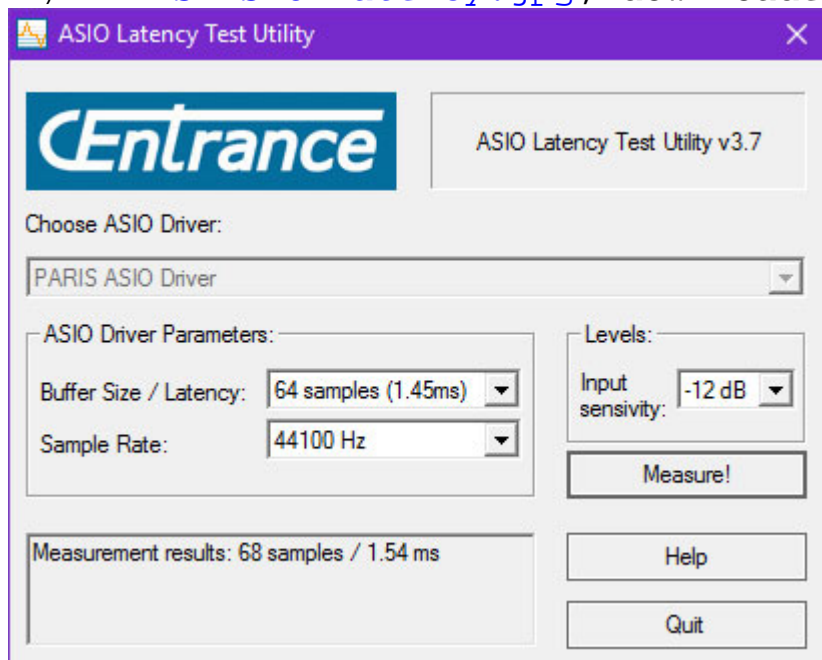 ASIO Latency Test Utility
CEntrance
ASIO Latency Test Utility v3.7
Choose ASIO Driver:
PARIS ASIO Driver
ASIO Driver Parameters:
Levels:
Buffer Size / Latency: 64 samples (1.45ms)
Input
sensivity: -12 dB
Sample Rate: 44100 Hz
Measure!
Measurement results: 68 samples / 1.54 ms
Help
Quit